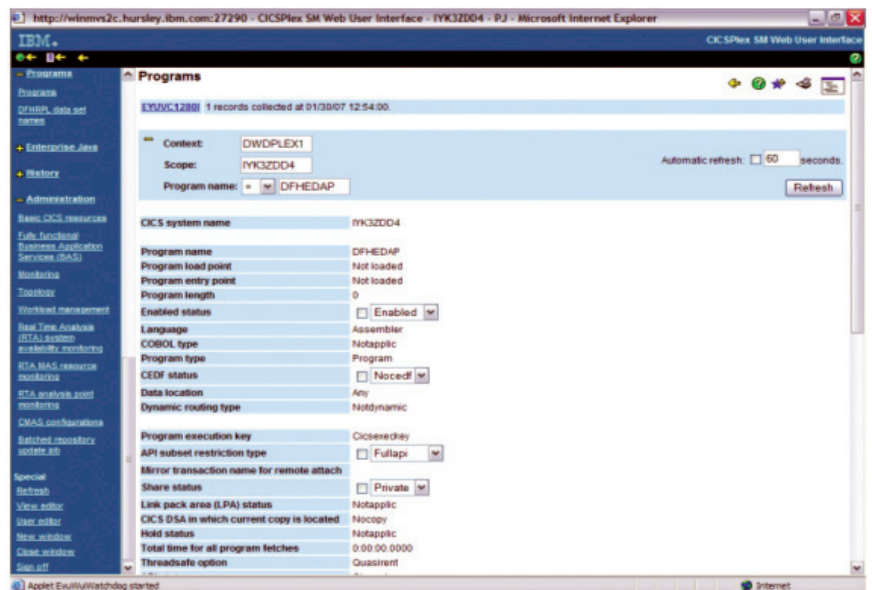 http://winmvs2c.hursley.ibm.com:27290 - CICSPlex SM Web User Interface - IYK3ZDD4 - PJ - Microsoft Internet Explorer
IBM.
CICSPlex SM Web User Interface
Programs
Programs
DFHRPL data set
names
Enterprise Java
History
Administration
Basic CICS resources
Fully functional
Business Application
Services (BAS)
Monitoring
Topology
Workload management
Real Time Analysis
(RTA) system
availability monitoring
RTA MAS resource
monitoring
RTA analysis point
monitoring
CMAS configurations
Batched repository
update job
Special
Refresh
View editor
User editor
New window
Close window
Sign off
Programs
EYUVC1280I 1 records collected at 01/30/07 12:54:00.
Context: DWDPLEX1
Scope: IYK3ZDD4
Program name: = DFHEDAP
Automatic refresh: 60 seconds.
Refresh
CICS system name IYK3ZDD4
Program name DFHEDAP
Program load point Not loaded
Program entry point Not loaded
Program length 0
Enabled status Enabled
Language Assembler
COBOL type Notapplic
Program type Program
CEDF status Nocedf
Data location Any
Dynamic routing type Notdynamic
Program execution key Cicsexeckey
API subset restriction type Fullapi
Mirror transaction name for remote attach
Share status Private
Link pack area (LPA) status Notapplic
CICS DSA in which current copy is located Nocopy
Hold status Notapplic
Total time for all program fetches 0:00:00.0000
Threadsafe option Quasirent
Applet EyuWuiWatchdog started
Internet